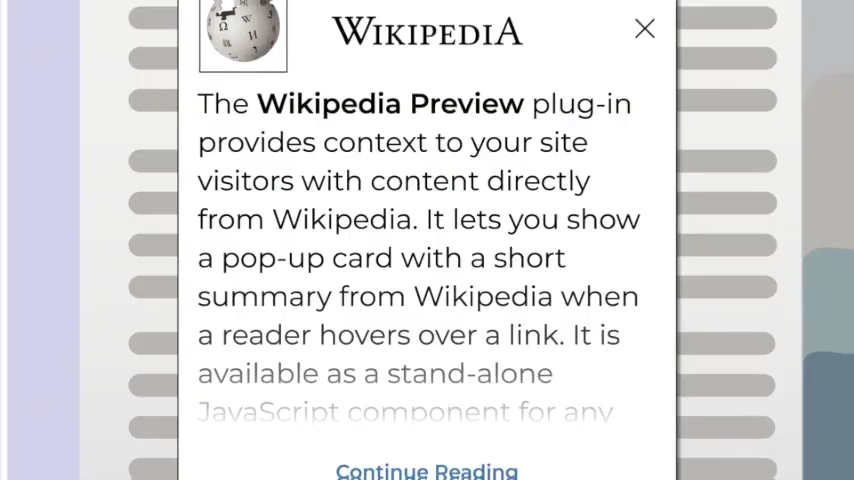 WIKIPEDIA
The Wikipedia Preview plug-in
provides context to your site
visitors with content directly
from Wikipedia. It lets you show
a pop-up card with a short
summary from Wikipedia when
a reader hovers over a link. It is
available as a stand-alone
JavaScript component for any
Continue Reading